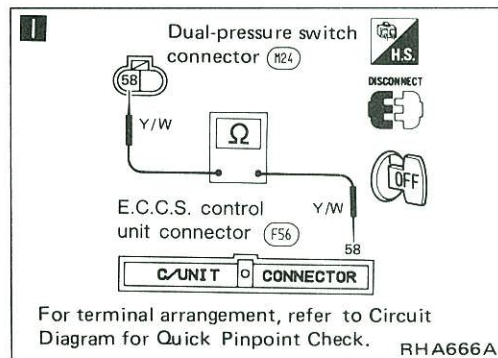 I
Dual-pressure switch
connector M24
H.S.
DISCONNECT
58
Y/W
Ω
OFF
E.C.C.S. control
unit connector F56
Y/W
58
C/UNIT CONNECTOR
For terminal arrangement, refer to Circuit
Diagram for Quick Pinpoint Check.
RHA666A